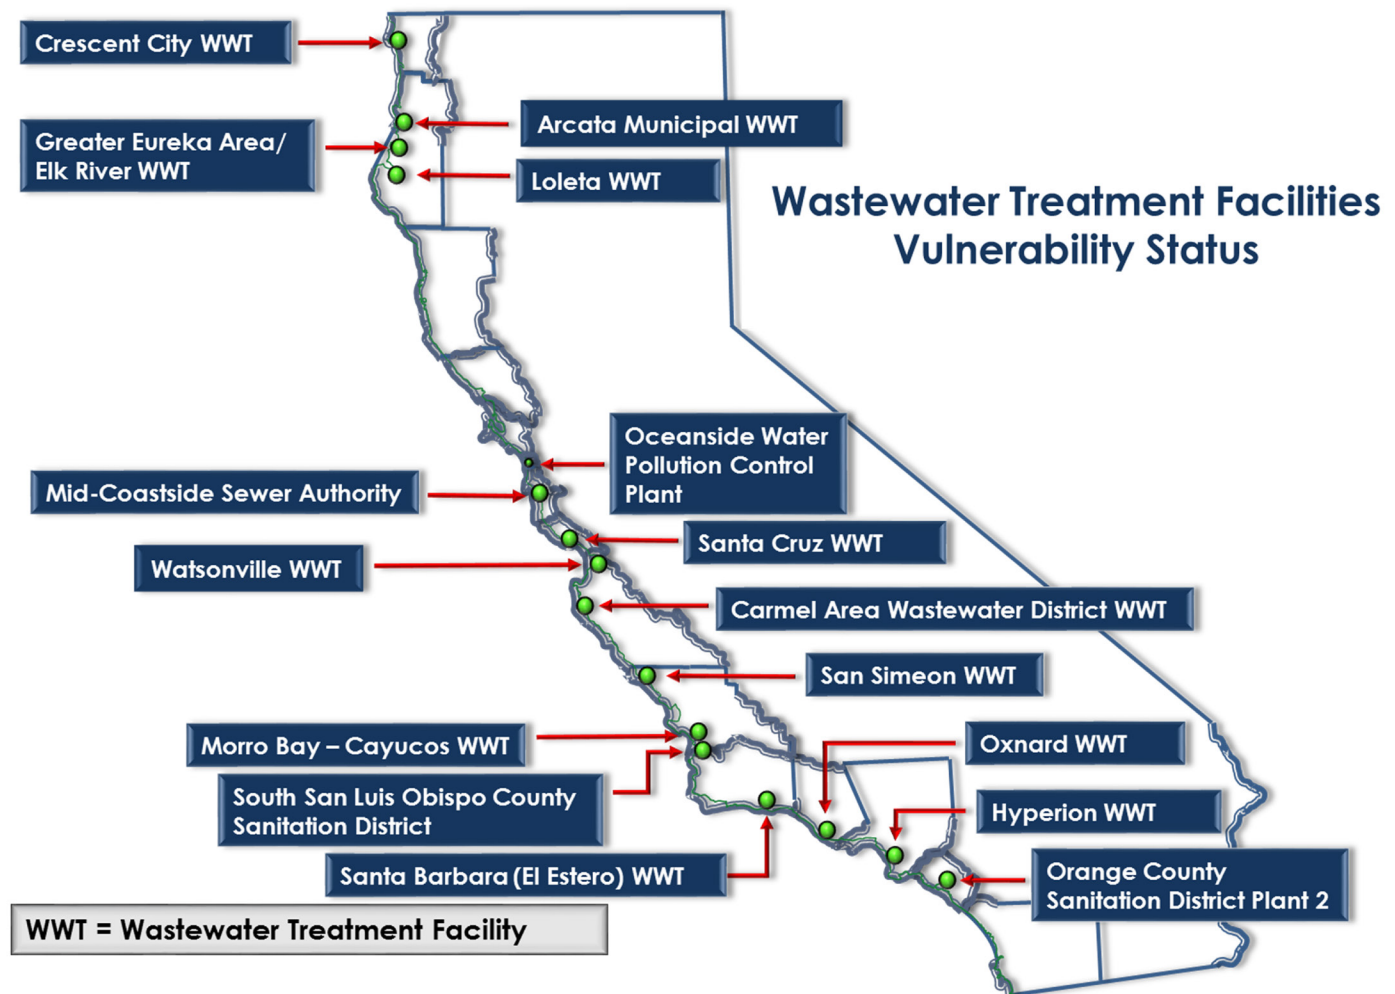 Crescent City WWT
Arcata Municipal WWT
Greater Eureka Area/
Elk River WWT
Loleta WWT
Wastewater Treatment Facilities
Vulnerability Status
Oceanside Water
Pollution Control
Plant
Mid-Coastside Sewer Authority
Santa Cruz WWT
Watsonville WWT
Carmel Area Wastewater District WWT
San Simeon WWT
Morro Bay – Cayucos WWT
Oxnard WWT
South San Luis Obispo County
Sanitation District
Hyperion WWT
Santa Barbara (El Estero) WWT
Orange County
Sanitation District Plant 2
WWT = Wastewater Treatment Facility